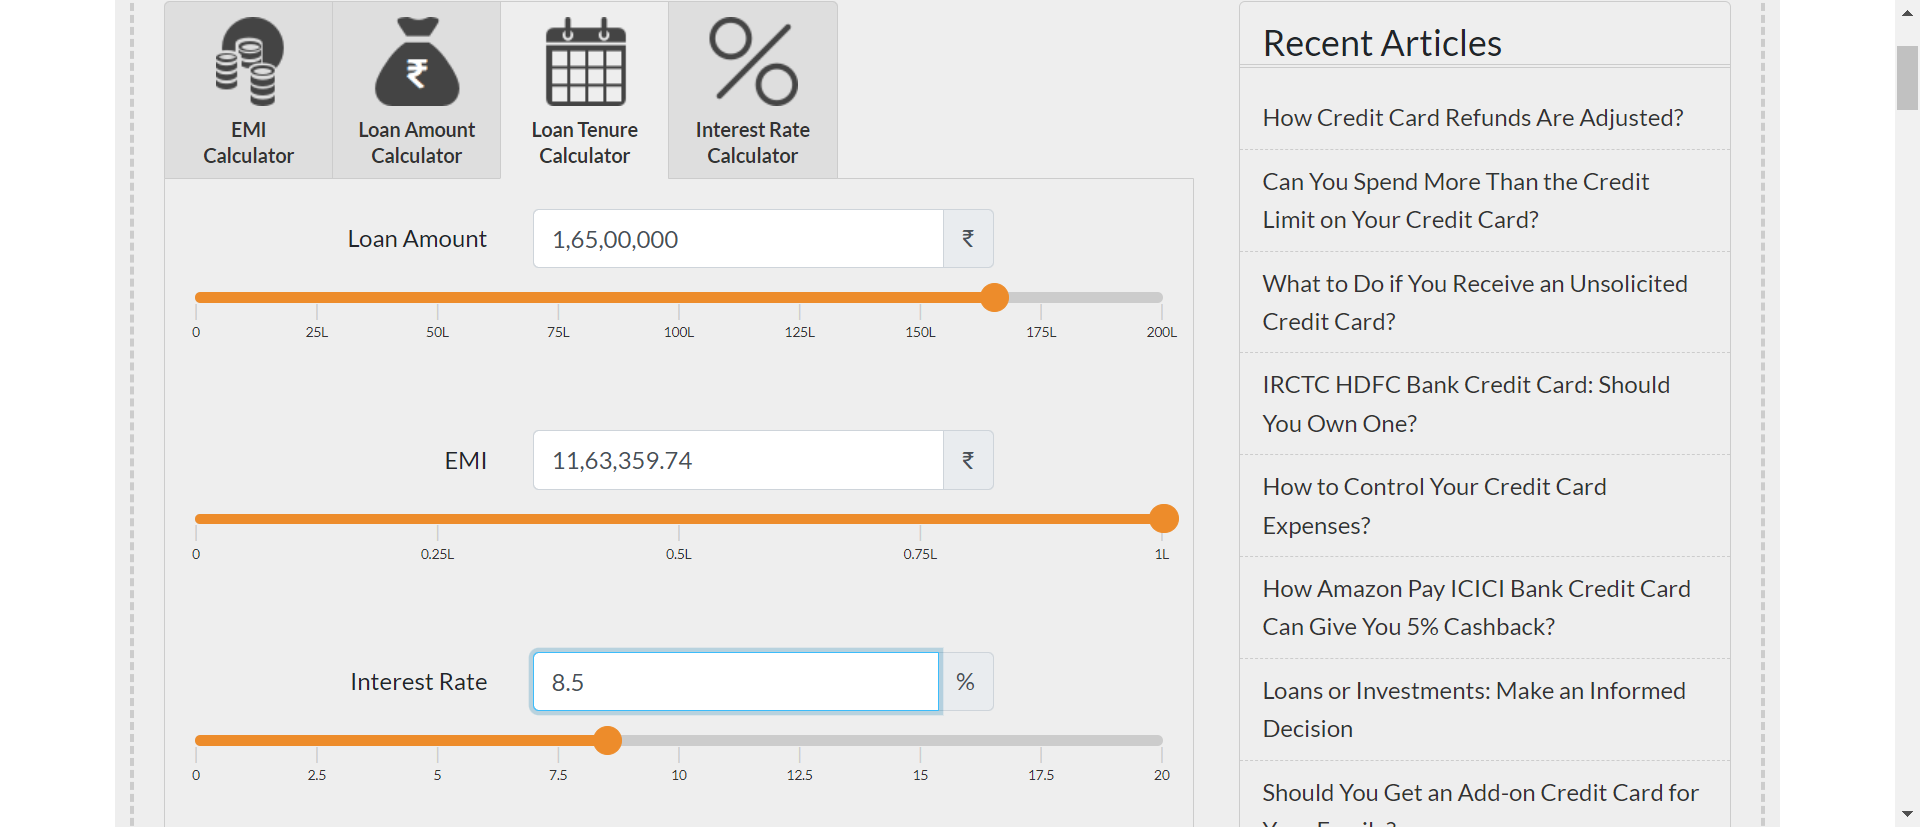 EMI
Calculator
Loan Amount
Calculator
Loan Tenure
Calculator
Interest Rate
Calculator
Loan Amount
1,65,00,000
₹
0 25L 50L 75L 100L 125L 150L 175L 200L
EMI
11,63,359.74
₹
0 0.25L 0.5L 0.75L 1L
Interest Rate
8.5
%
0 2.5 5 7.5 10 12.5 15 17.5 20
Recent Articles
How Credit Card Refunds Are Adjusted?
Can You Spend More Than the Credit
Limit on Your Credit Card?
What to Do if You Receive an Unsolicited
Credit Card?
IRCTC HDFC Bank Credit Card: Should
You Own One?
How to Control Your Credit Card
Expenses?
How Amazon Pay ICICI Bank Credit Card
Can Give You 5% Cashback?
Loans or Investments: Make an Informed
Decision
Should You Get an Add-on Credit Card for